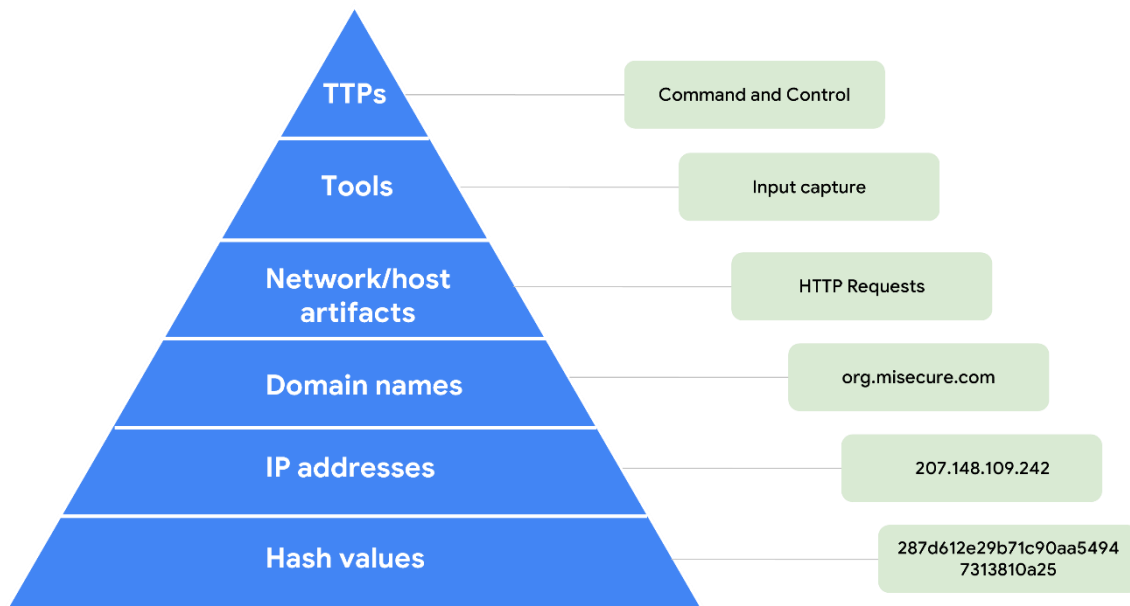 TTPs
Command and Control
Tools
Input capture
Network/host
artifacts
HTTP Requests
Domain names
org.misecure.com
IP addresses
207.148.109.242
Hash values
287d612e29b71c90aa5494
7313810a25